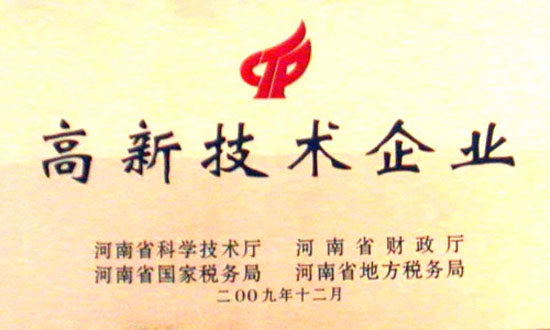 高新技术企业
河南省科学技术厅 河南省财政厅
河南省国家税务局 河南省地方税务局
二00九年十二月